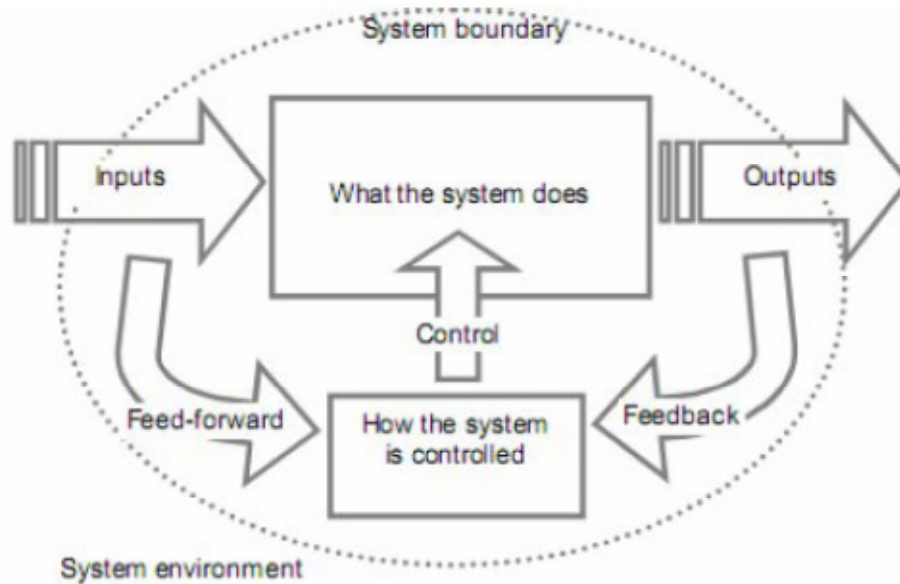 System boundary
Inputs
What the system does
Outputs
Control
Feed-forward
How the system
is controlled
Feedback
System environment